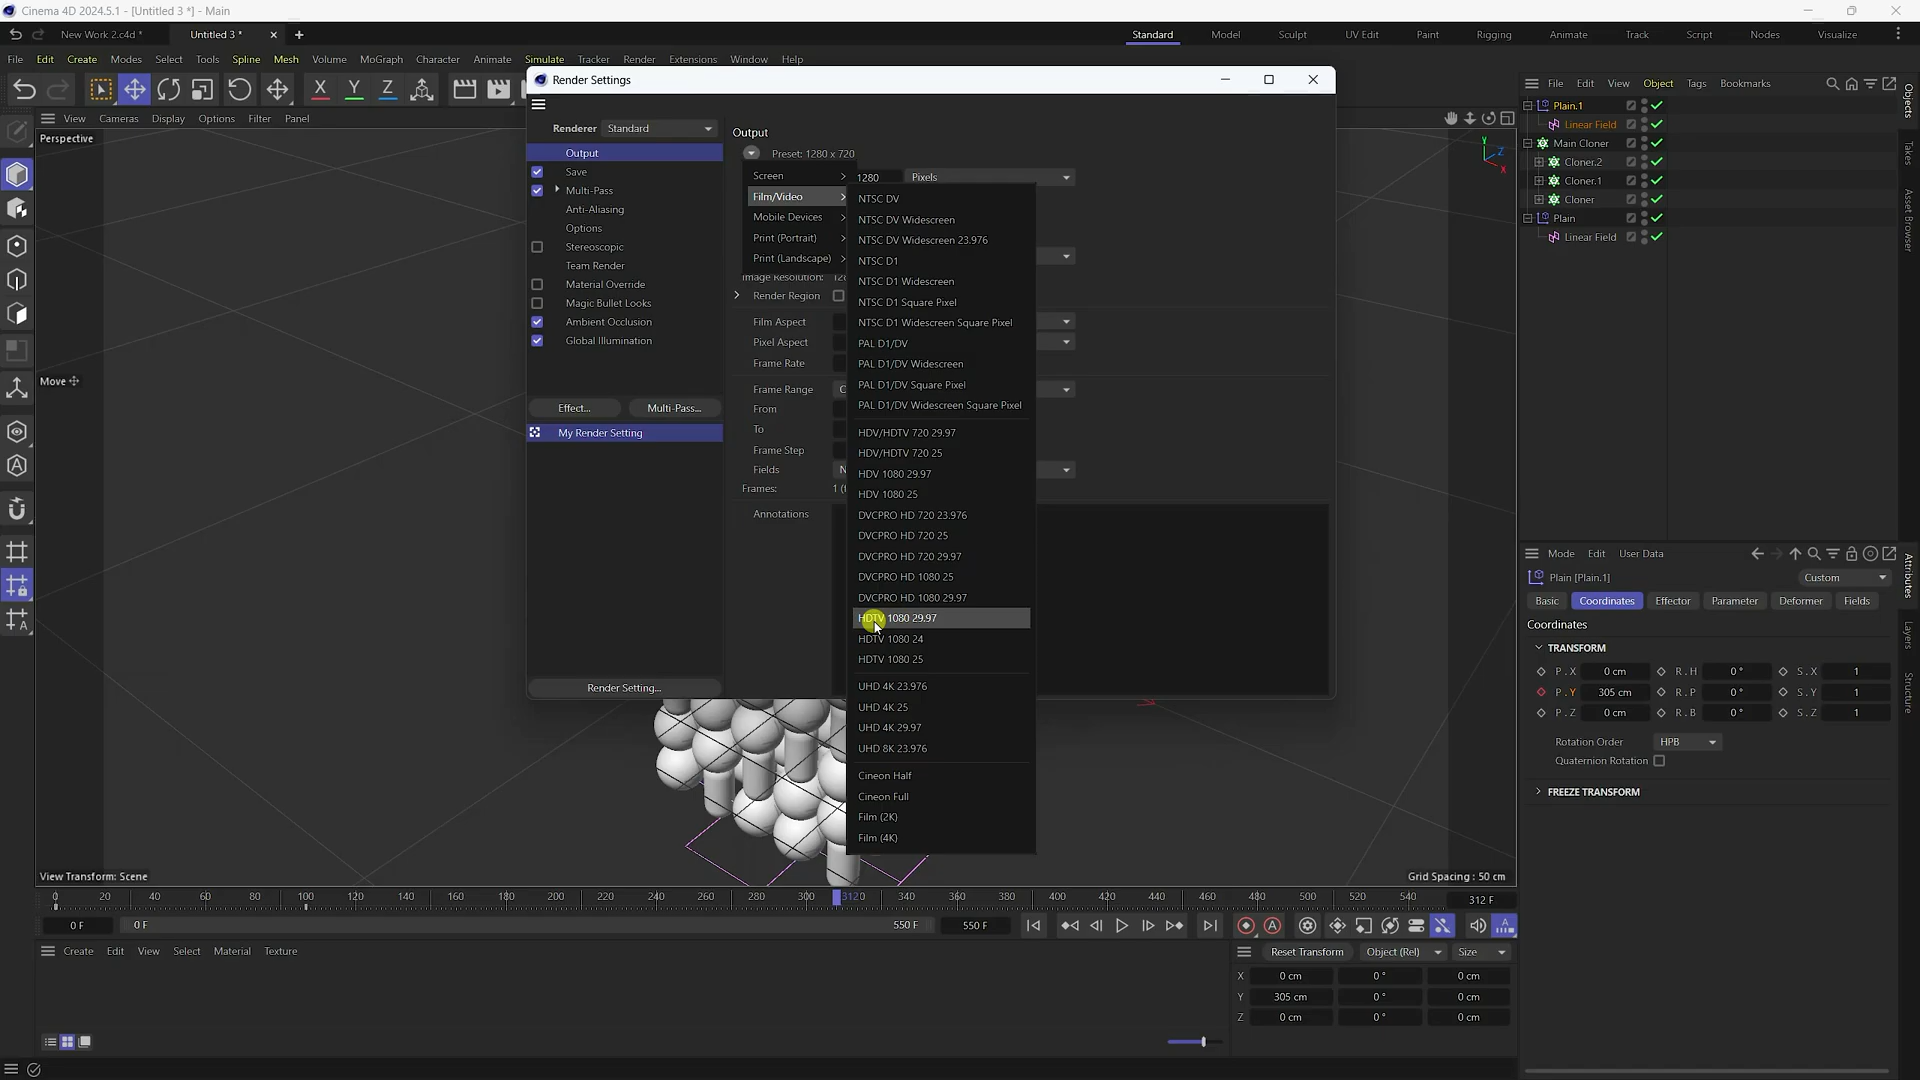 Cinema 4D 2024.5.1 - [Untitled 3 *] - Main
New Work 2.c4d *
Untitled 3 *
Standard Model Sculpt UV Edit Paint Rigging Animate Track Script Nodes Visualize
File Edit Create Modes Select Tools Spline Mesh Volume MoGraph Character Animate Simulate Tracker Render Extensions Window Help
X Y Z
View Cameras Display Options Filter Panel
Perspective
Move
Render Settings
Renderer Standard
Output
Save
Multi-Pass
Anti-Aliasing
Options
Stereoscopic
Team Render
Material Override
Magic Bullet Looks
Ambient Occlusion
Global Illumination
Effect... Multi-Pass...
My Render Setting
Render Setting...
Output
Preset: 1280 x 720
1280 Pixels
Screen
Film/Video
Mobile Devices
Print (Portrait)
Print (Landscape)
Image Resolution:
Render Region
Film Aspect
Pixel Aspect
Frame Rate
Frame Range
From
To
Frame Step
Fields
Frames:
Annotations
NTSC DV
NTSC DV Widescreen
NTSC DV Widescreen 23.976
NTSC D1
NTSC D1 Widescreen
NTSC D1 Square Pixel
NTSC D1 Widescreen Square Pixel
PAL D1/DV
PAL D1/DV Widescreen
PAL D1/DV Square Pixel
PAL D1/DV Widescreen Square Pixel
HDV/HDTV 720 29.97
HDV/HDTV 720 25
HDV 1080 29.97
HDV 1080 25
DVCPRO HD 720 23.976
DVCPRO HD 720 25
DVCPRO HD 720 29.97
DVCPRO HD 1080 25
DVCPRO HD 1080 29.97
HDTV 1080 29.97
HDTV 1080 24
HDTV 1080 25
UHD 4K 23.976
UHD 4K 25
UHD 4K 29.97
UHD 8K 23.976
Cineon Half
Cineon Full
Film (2K)
Film (4K)
View Transform: Scene
Grid Spacing : 50 cm
Y Z X
File Edit View Object Tags Bookmarks
Plain.1
Linear Field
Main Cloner
Cloner.2
Cloner.1
Cloner
Plain
Linear Field
Objects
Takes
Asset Browser
Mode Edit User Data
Plain [Plain.1] Custom
Basic Coordinates Effector Parameter Deformer Fields
Coordinates
TRANSFORM
P . X 0 cm R . H 0 ° S . X 1
P . Y 305 cm R . P 0 ° S . Y 1
P . Z 0 cm R . B 0 ° S . Z 1
Rotation Order HPB
Quaternion Rotation
FREEZE TRANSFORM
Attributes
Layers
Structure
0 20 40 60 80 100 120 140 160 180 200 220 240 260 280 300 3120 340 360 380 400 420 440 460 480 500 520 540 312 F
0 F 0 F 550 F 550 F
Create Edit View Select Material Texture
Reset Transform Object (Rel) Size
X 0 cm 0 ° 0 cm
Y 305 cm 0 ° 0 cm
Z 0 cm 0 ° 0 cm